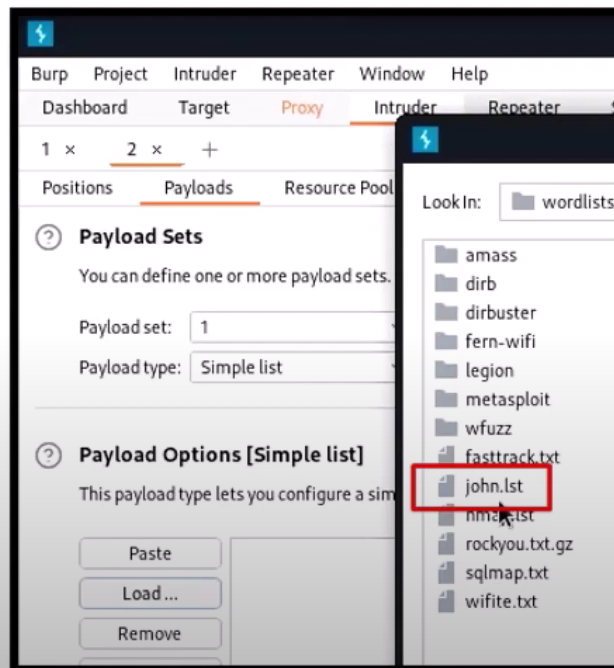 Burp Project Intruder Repeater Window Help
Dashboard Target Proxy Intruder Repeater
1 × 2 × +
Positions Payloads Resource Pool
? Payload Sets
You can define one or more payload sets.
Payload set: 1
Payload type: Simple list
? Payload Options [Simple list]
This payload type lets you configure a sim
Paste
Load ...
Remove
Look In: wordlists
amass
dirb
dirbuster
fern-wifi
legion
metasploit
wfuzz
fasttrack.txt
john.lst
nmap.lst
rockyou.txt.gz
sqlmap.txt
wifite.txt